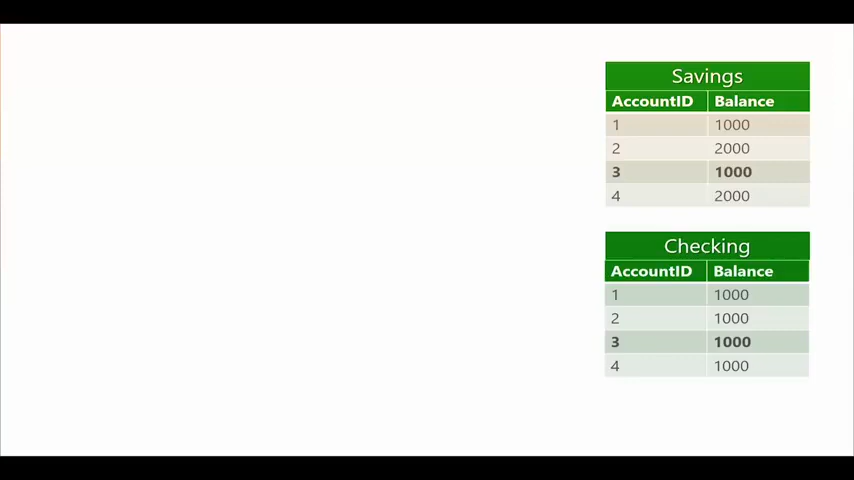 Savings
AccountID Balance
1 1000
2 2000
3 1000
4 2000
Checking
AccountID Balance
1 1000
2 1000
3 1000
4 1000